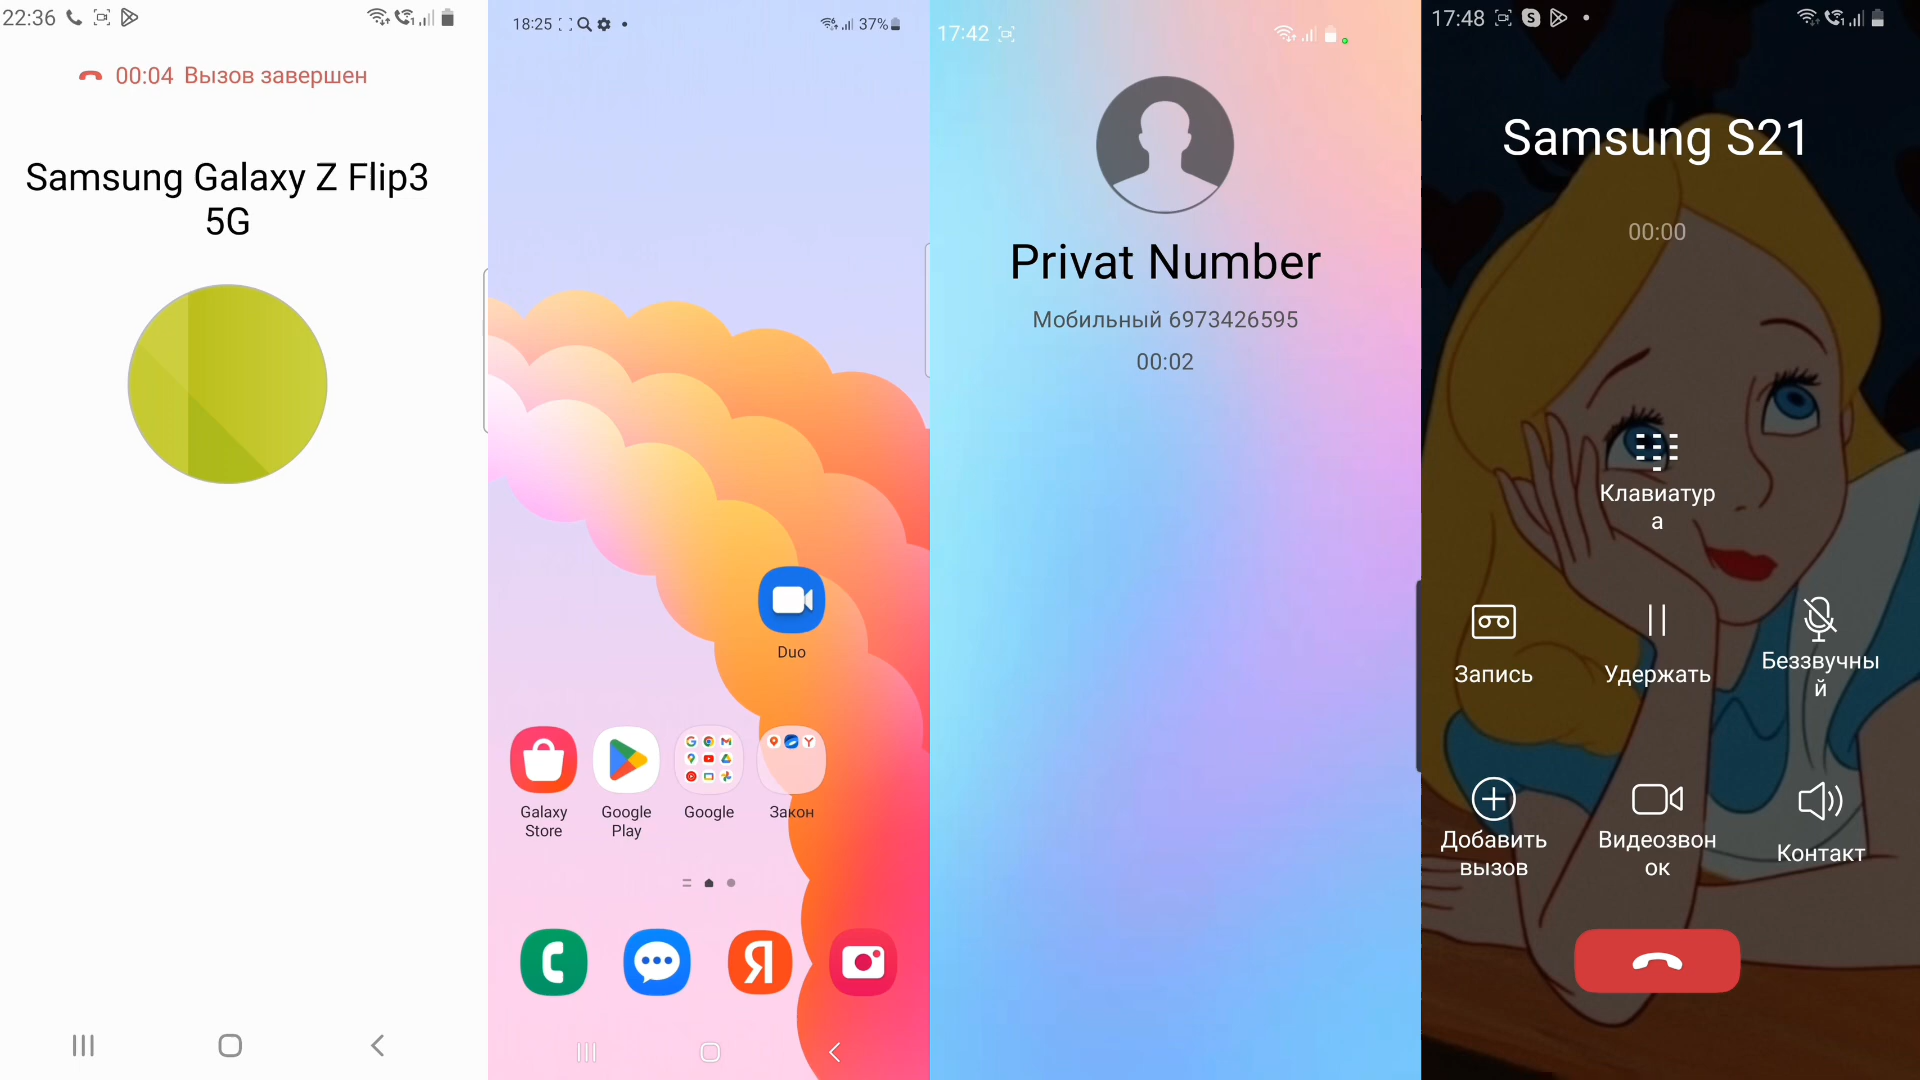 22:36
00:04 Вызов завершен
Samsung Galaxy Z Flip3
5G
18:25
37%
Duo
Galaxy
Store
Google
Play
Google
Закон
Я
17:42
Privat Number
Мобильный 6973426595
00:02
17:48
Samsung S21
00:00
Клавиатур
а
Запись
Удержать
Беззвучны
й
Добавить
вызов
Видеозвон
ок
Контакт